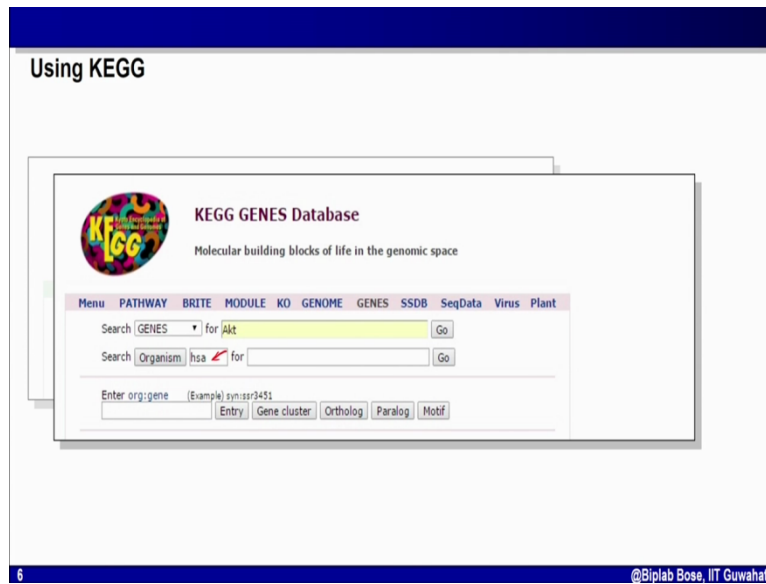 Using KEGG
KEGG
KEGG GENES Database
Molecular building blocks of life in the genomic space
Menu PATHWAY BRITE MODULE KO GENOME GENES SSDB SeqData Virus Plant
Search GENES for Akt Go
Search Organism hsa for Go
Enter org:gene (Example) syn:ssr3451
Entry Gene cluster Ortholog Paralog Motif
6 @Biplab Bose, IIT Guwahat